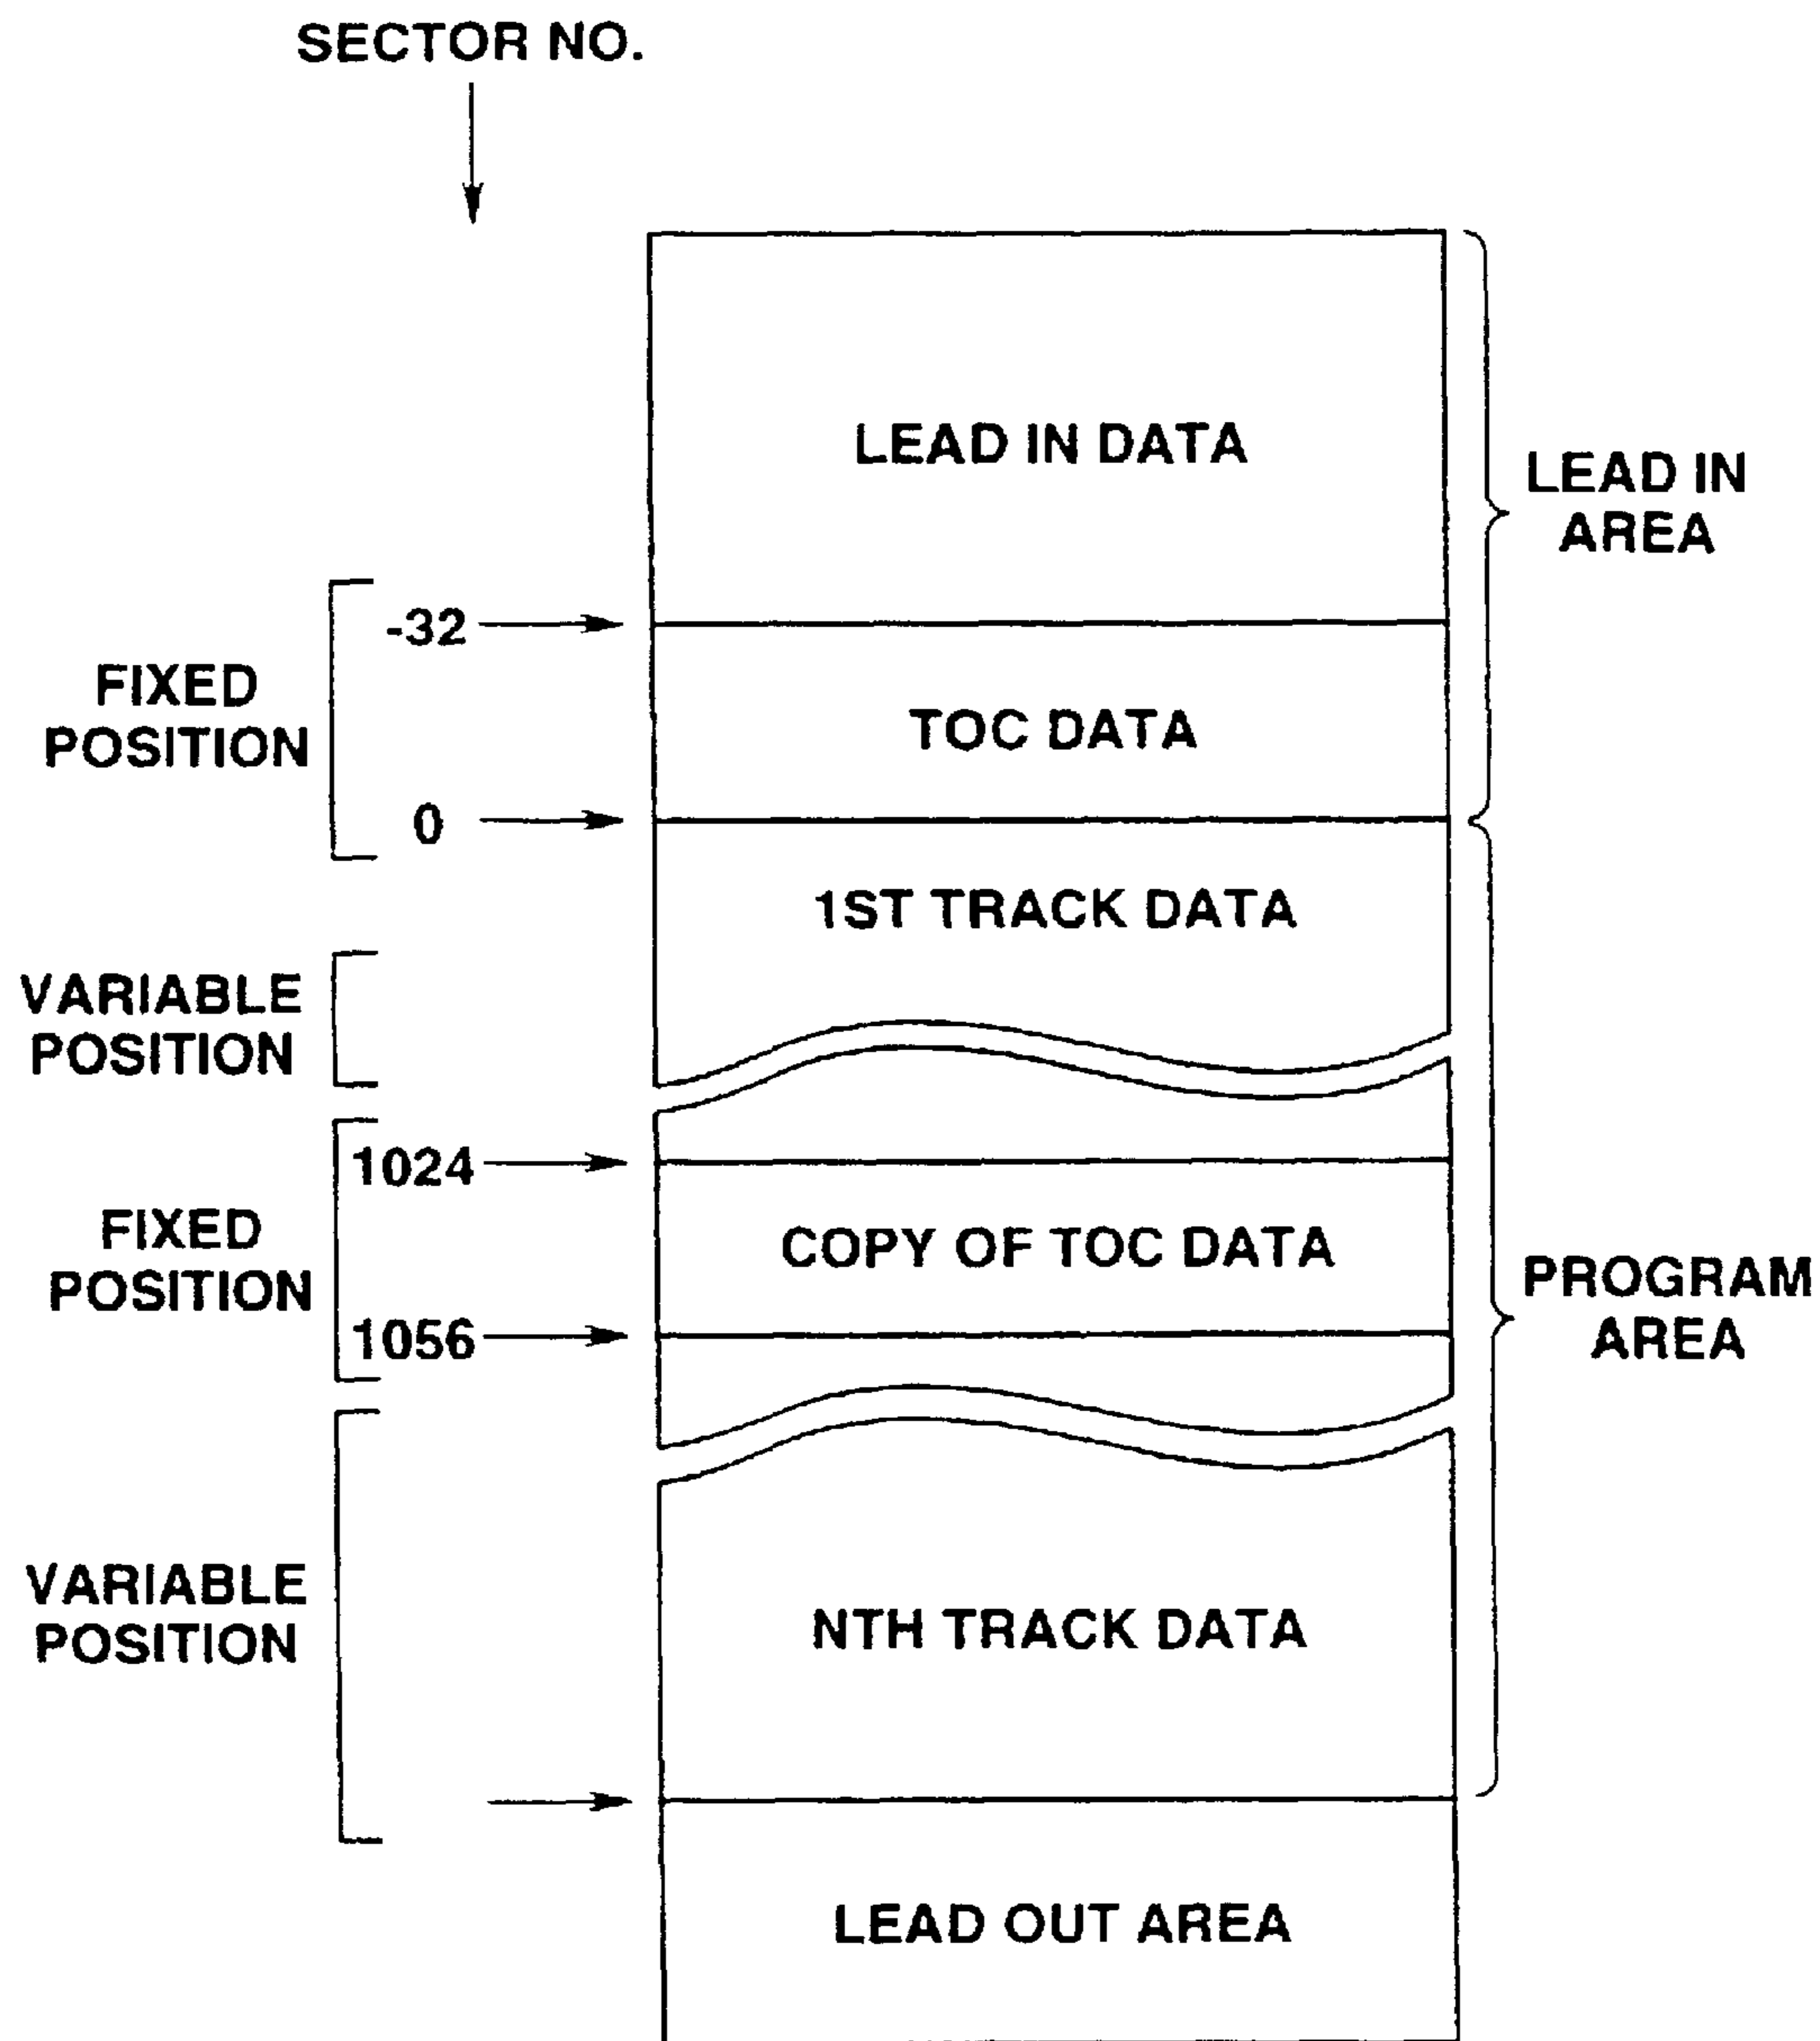 SECTOR NO.
LEAD IN DATA
LEAD IN
AREA
-32
FIXED
POSITION
TOC DATA
0
1ST TRACK DATA
VARIABLE
POSITION
1024
FIXED
POSITION
COPY OF TOC DATA
1056
PROGRAM
AREA
VARIABLE
POSITION
NTH TRACK DATA
LEAD OUT AREA